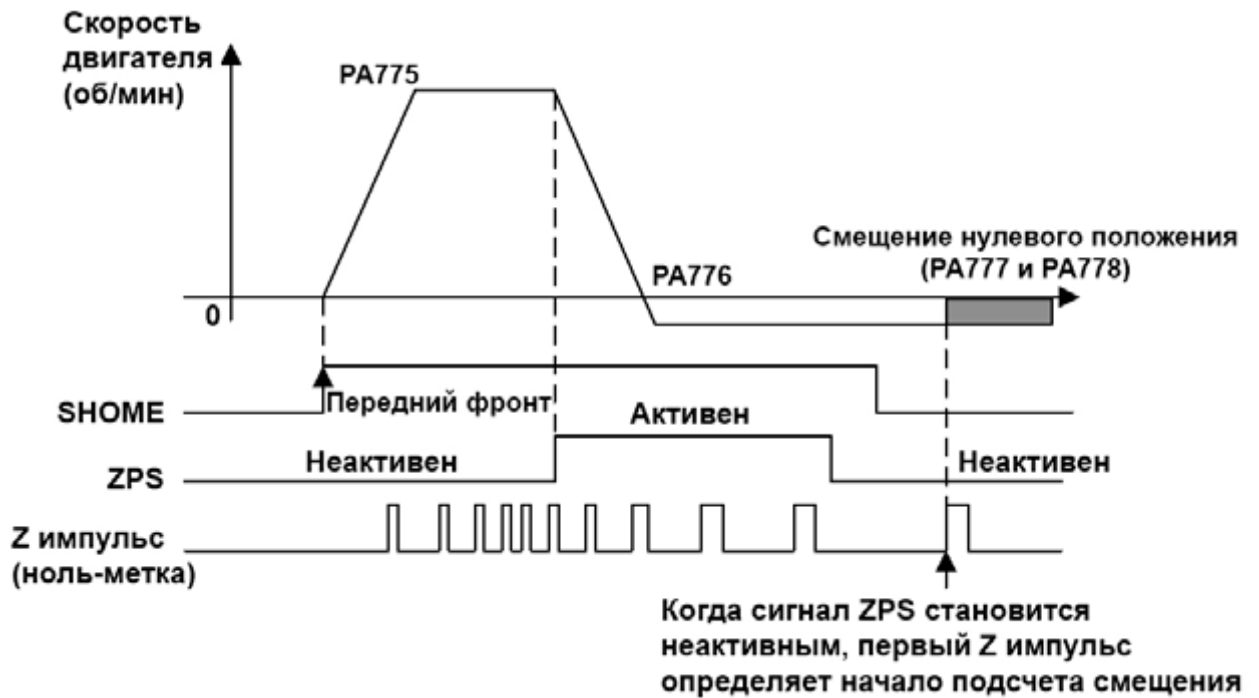 Скорость
двигателя
(об/мин)
PA775
Смещение нулевого положения
(PA777 и PA778)
PA776
0
SHOME
Передний фронт
Активен
ZPS
Неактивен
Неактивен
Z импульс
(ноль-метка)
Когда сигнал ZPS становится
неактивным, первый Z импульс
определяет начало подсчета смещения